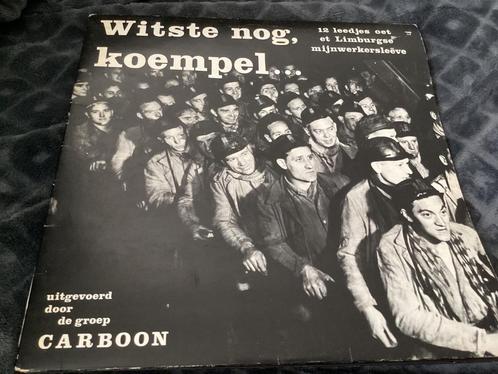 Witste nog,
koempel...
12 leedjes oet
et Limburgse
mijnwerkersleëve
uitgevoerd
door
de groep
CARBOON